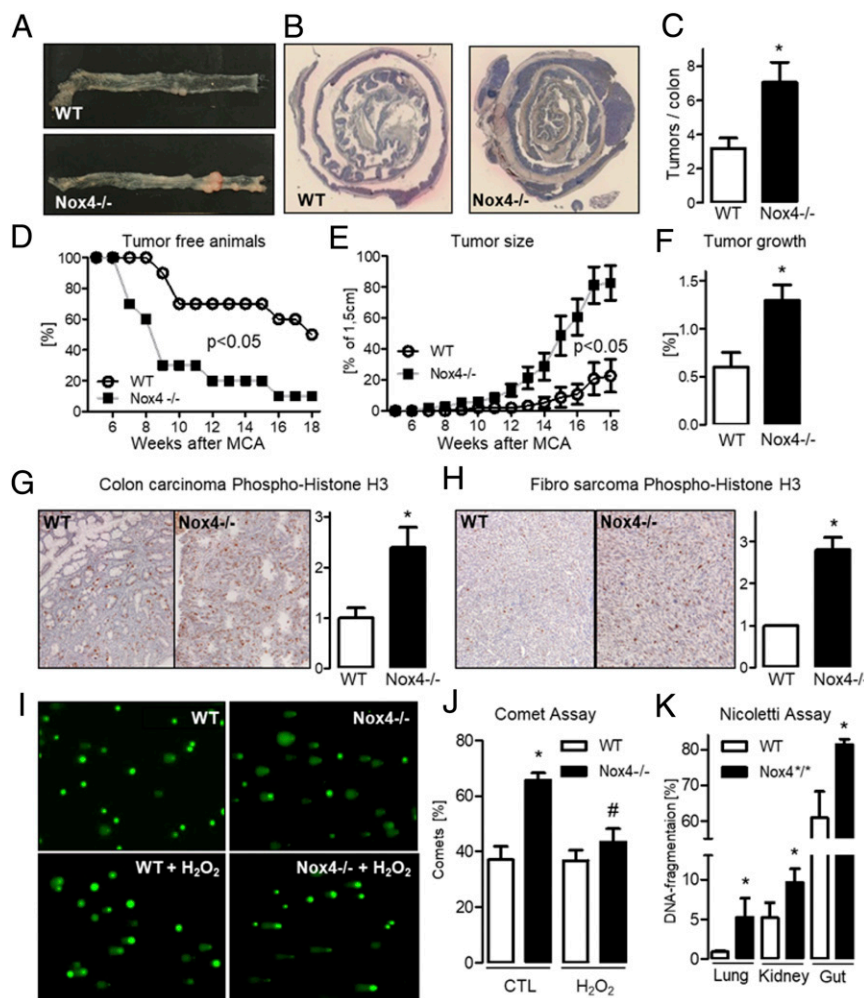 A
WT
Nox4-/-
B
WT
Nox4-/-
C
Tumors / colon
8
6
4
2
0
*
WT
Nox4-/-
D
Tumor free animals
[%]
100
80
60
40
20
0
p<0.05
WT
Nox4 -/-
6 8 10 12 14 16 18
Weeks after MCA
E
Tumor size
[% of 1,5cm]
100
80
60
40
20
0
WT
Nox4-/-
p<0.05
6 8 10 12 14 16 18
Weeks after MCA
F
Tumor growth
[%]
1.5
1.0
0.5
0.0
*
WT
Nox4-/-
G
Colon carcinoma Phospho-Histone H3
WT
Nox4-/-
3
2
1
0
*
WT
Nox4-/-
H
Fibro sarcoma Phospho-Histone H3
WT
Nox4-/-
3
2
1
0
*
WT
Nox4-/-
I
WT
Nox4-/-
WT + H₂O₂
Nox4-/- + H₂O₂
J
Comet Assay
WT
Nox4-/-
Comets [%]
80
60
40
20
0
*
#
CTL
H₂O₂
K
Nicoletti Assay
WT
Nox4*/*
DNA-fragmentaion [%]
80
70
60
10
5
0
*
*
*
Lung Kidney Gut